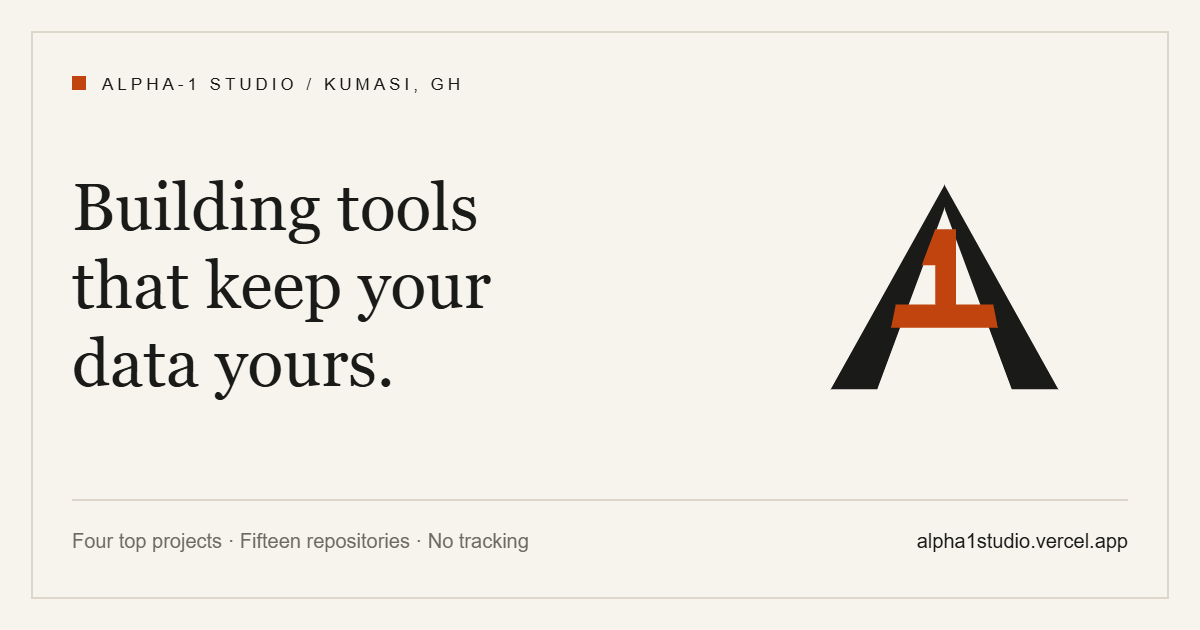 ALPHA-1 STUDIO / KUMASI, GH
Building tools
that keep your
data yours.
A1
Four top projects · Fifteen repositories · No tracking
alpha1studio.vercel.app